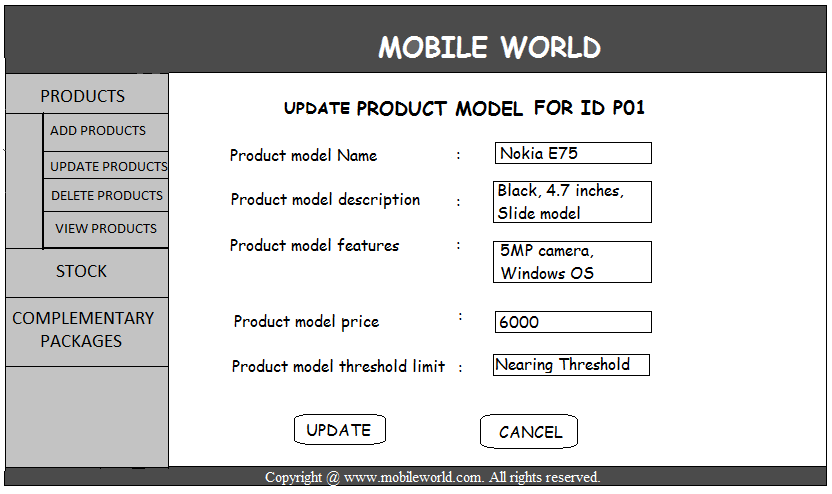 MOBILE WORLD
PRODUCTS
ADD PRODUCTS
UPDATE PRODUCTS
DELETE PRODUCTS
VIEW PRODUCTS
STOCK
COMPLEMENTARY
PACKAGES
UPDATE PRODUCT MODEL FOR ID P01
Product model Name : Nokia E75
Product model description : Black, 4.7 inches,
Slide model
Product model features : 5MP camera,
Windows OS
Product model price : 6000
Product model threshold limit : Nearing Threshold
UPDATE CANCEL
Copyright @ www.mobileworld.com. All rights reserved.